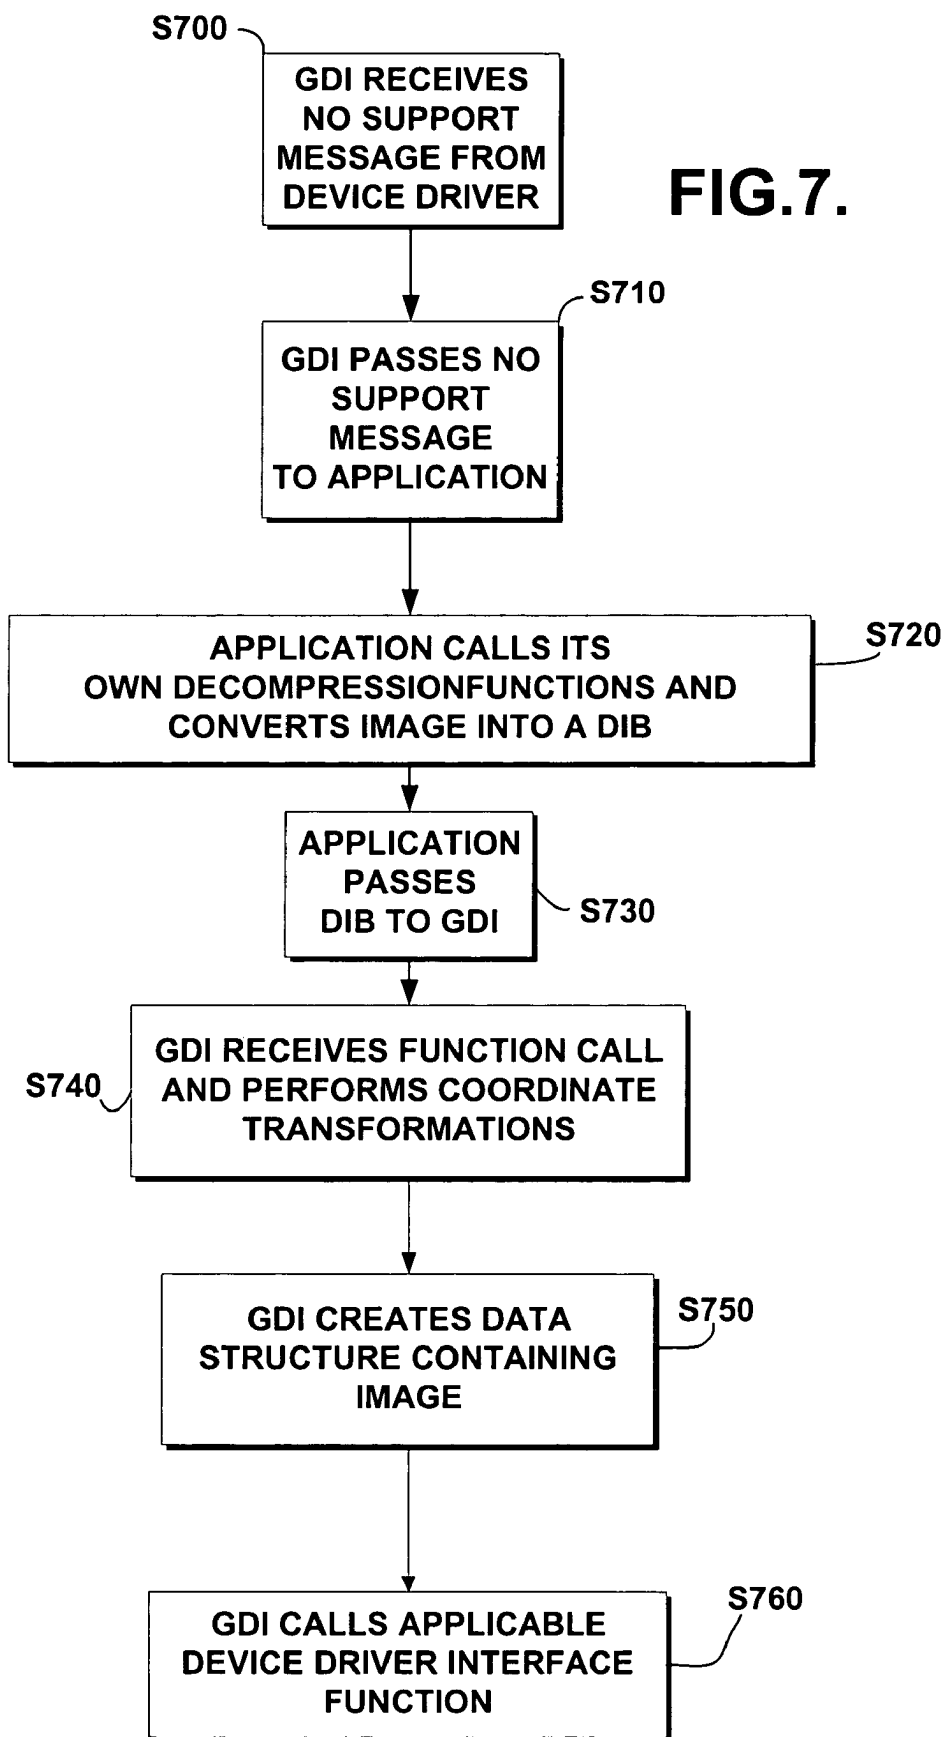 S700
GDI RECEIVES
NO SUPPORT
MESSAGE FROM
DEVICE DRIVER
FIG.7.
S710
GDI PASSES NO
SUPPORT
MESSAGE
TO APPLICATION
S720
APPLICATION CALLS ITS
OWN DECOMPRESSIONFUNCTIONS AND
CONVERTS IMAGE INTO A DIB
APPLICATION
PASSES
DIB TO GDI
S730
S740
GDI RECEIVES FUNCTION CALL
AND PERFORMS COORDINATE
TRANSFORMATIONS
S750
GDI CREATES DATA
STRUCTURE CONTAINING
IMAGE
S760
GDI CALLS APPLICABLE
DEVICE DRIVER INTERFACE
FUNCTION